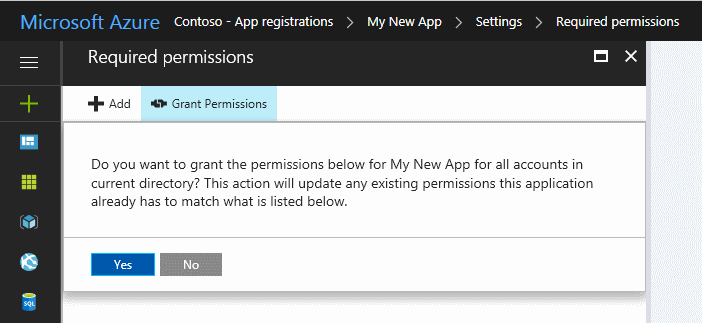 Microsoft Azure Contoso - App registrations > My New App > Settings > Required permissions
Required permissions
Add Grant Permissions
Do you want to grant the permissions below for My New App for all accounts in
current directory? This action will update any existing permissions this application
already has to match what is listed below.
Yes No
SQL